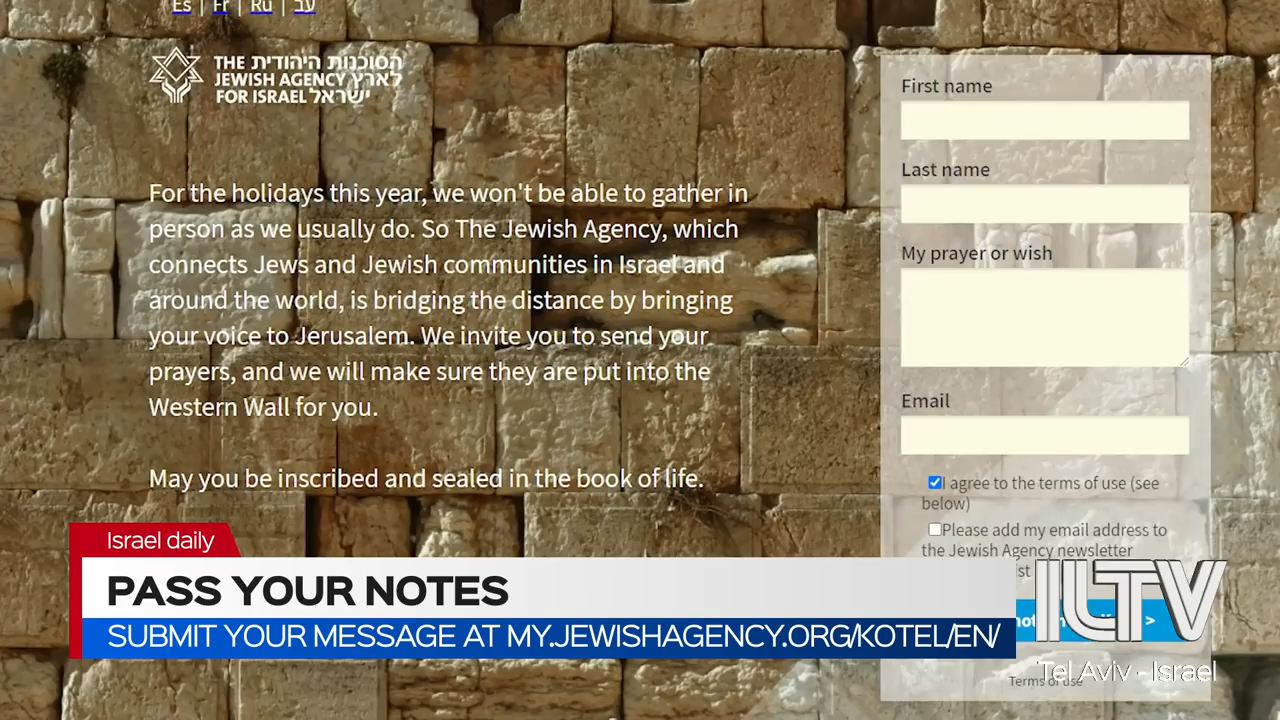 Es | Fr | Ru | עב
THE הסוכנות היהודית
JEWISH AGENCY לארץ
FOR ISRAEL ישראל
For the holidays this year, we won't be able to gather in
person as we usually do. So The Jewish Agency, which
connects Jews and Jewish communities in Israel and
around the world, is bridging the distance by bringing
your voice to Jerusalem. We invite you to send your
prayers, and we will make sure they are put into the
Western Wall for you.
May you be inscribed and sealed in the book of life.
First name
Last name
My prayer or wish
Email
I agree to the terms of use (see
below)
Please add my email address to
the Jewish Agency newsletter
Terms of use
Israel daily
PASS YOUR NOTES
SUBMIT YOUR MESSAGE AT MY.JEWISHAGENCY.ORG/KOTEL/EN/
ILTV
Tel Aviv - Israel